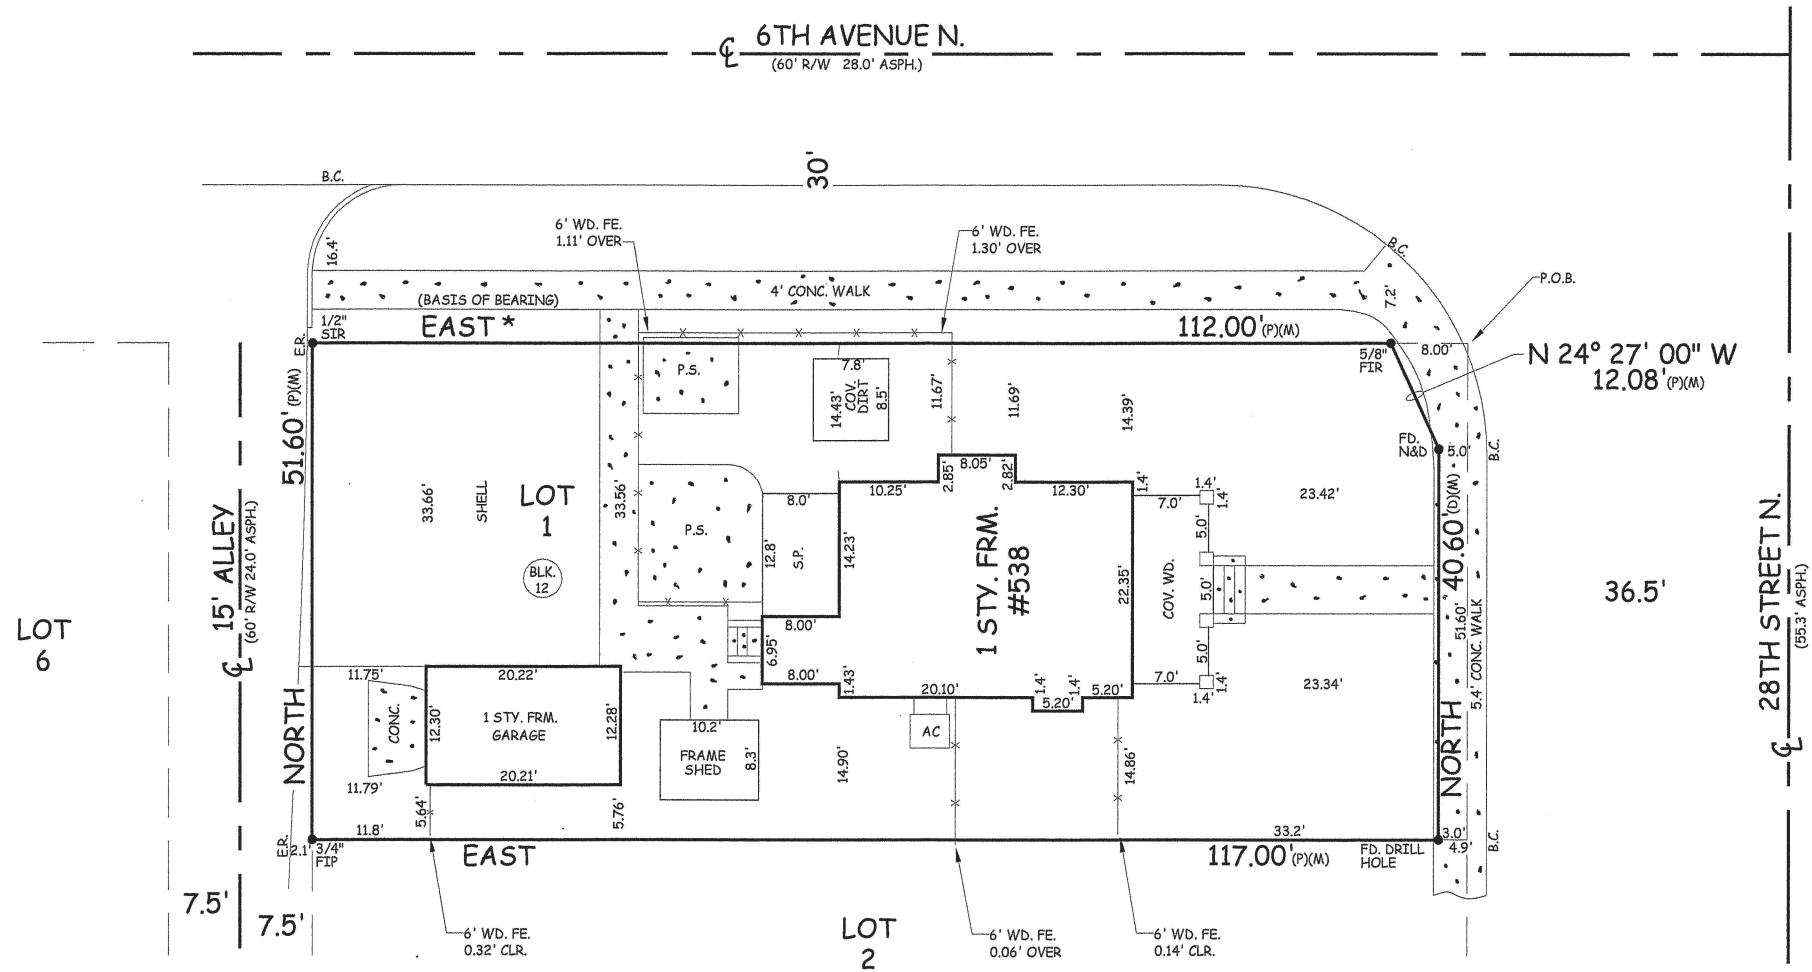 6TH AVENUE N.
(60' R/W 28.0' ASPH.)
30'
B.C.
16.4'
6' WD. FE.
1.11' OVER
6' WD. FE.
1.30' OVER
B.C.
P.O.B.
7.2'
4' CONC. WALK
(BASIS OF BEARING)
EAST *
112.00' (P)(M)
1/2"
SIR
E.R.
5/8"
FIR
8.00'
N 24° 27' 00" W
12.08' (P)(M)
FD.
N&D
5.0'
B.C.
51.60' (P)(M)
NORTH
15' ALLEY
(60' R/W 24.0' ASPH.)
LOT
6
33.66'
SHELL
LOT
1
BLK.
12
33.56'
P.S.
7.8'
14.43'
COV.
DIRT
8.5'
11.67'
11.69'
14.39'
P.S.
8.0'
12.8'
S.P.
14.23'
10.25'
2.85'
8.05'
2.82'
12.30'
1.4'
7.0'
1.4'
1.4'
23.42'
1 STY. FRM.
#538
22.35'
COV. WD.
5.0'
5.0'
5.0'
7.0'
1.4'
1.4'
23.34'
40.60' (D)(M)
51.60'
5.4' CONC. WALK
NORTH
36.5'
28TH STREET N.
(55.3' ASPH.)
8.00'
6.95'
8.00'
1.43'
20.10'
1.4'
1.4'
5.20'
5.20'
AC
11.75'
CONC.
12.30'
20.22'
1 STY. FRM.
GARAGE
12.28'
20.21'
11.79'
10.2'
FRAME
SHED
8.3'
14.90'
14.86'
5.64'
5.76'
11.8'
33.2'
3.0'
E.R.
2.1'
3/4"
FIP
EAST
117.00' (P)(M)
FD. DRILL
HOLE
4.9'
B.C.
7.5'
7.5'
6' WD. FE.
0.32' CLR.
LOT
2
6' WD. FE.
0.06' OVER
6' WD. FE.
0.14' CLR.